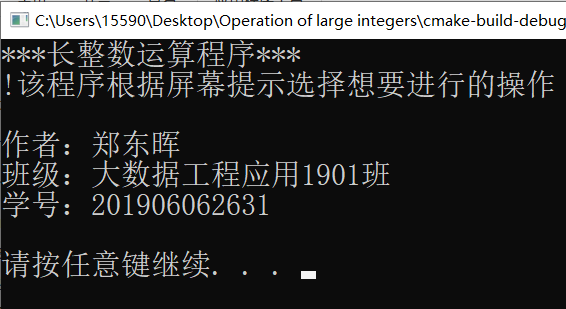 C:\Users\15590\Desktop\Operation of large integers\cmake-build-debug
***长整数运算程序***
!该程序根据屏幕提示选择想要进行的操作
作者：郑东晖
班级：大数据工程应用1901班
学号：201906062631
请按任意键继续. . .